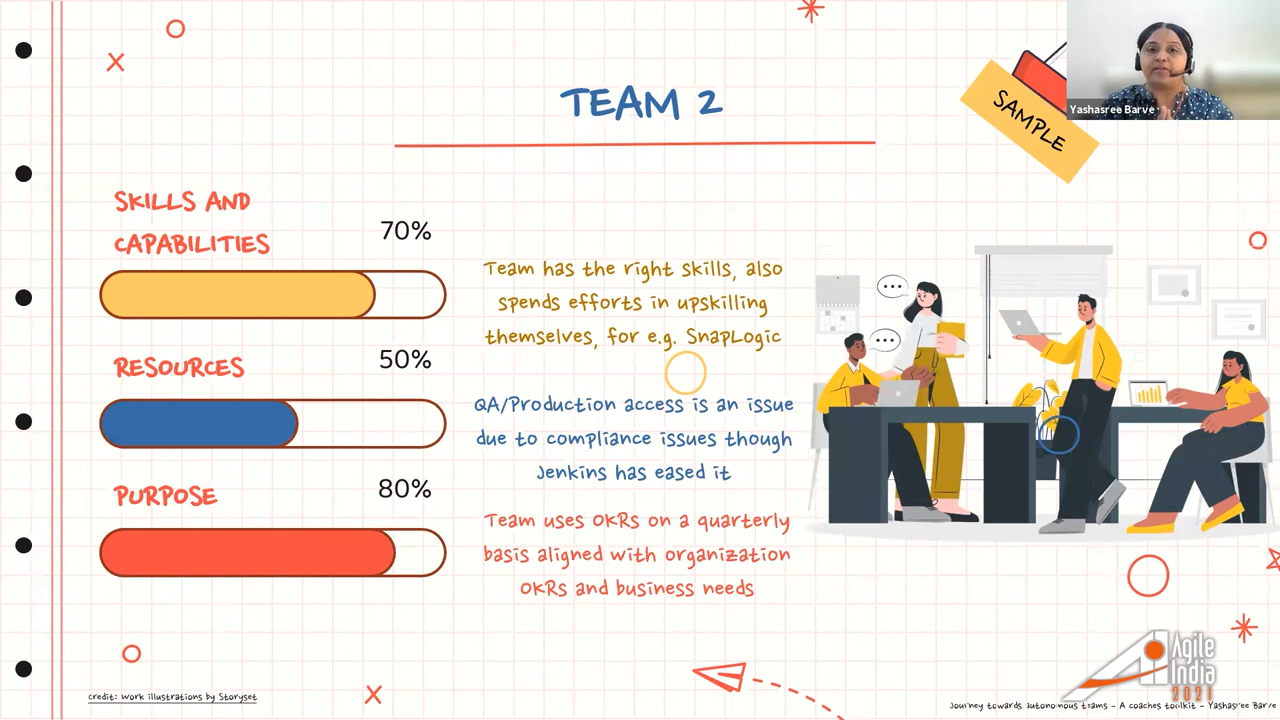 TEAM 2
SAMPLE
Yashasree Barve
SKILLS AND
CAPABILITIES
70%
Team has the right skills, also
spends efforts in upskilling
themselves, for e.g. SnapLogic
RESOURCES
50%
QA/Production access is an issue
due to compliance issues though
Jenkins has eased it
PURPOSE
80%
Team uses OKRs on a quarterly
basis aligned with organization
OKRs and business needs
Agile
India
2021
credit: Work illustrations by Storyset
Journey towards autonomous teams - A coaches toolkit - Yashasree Barve